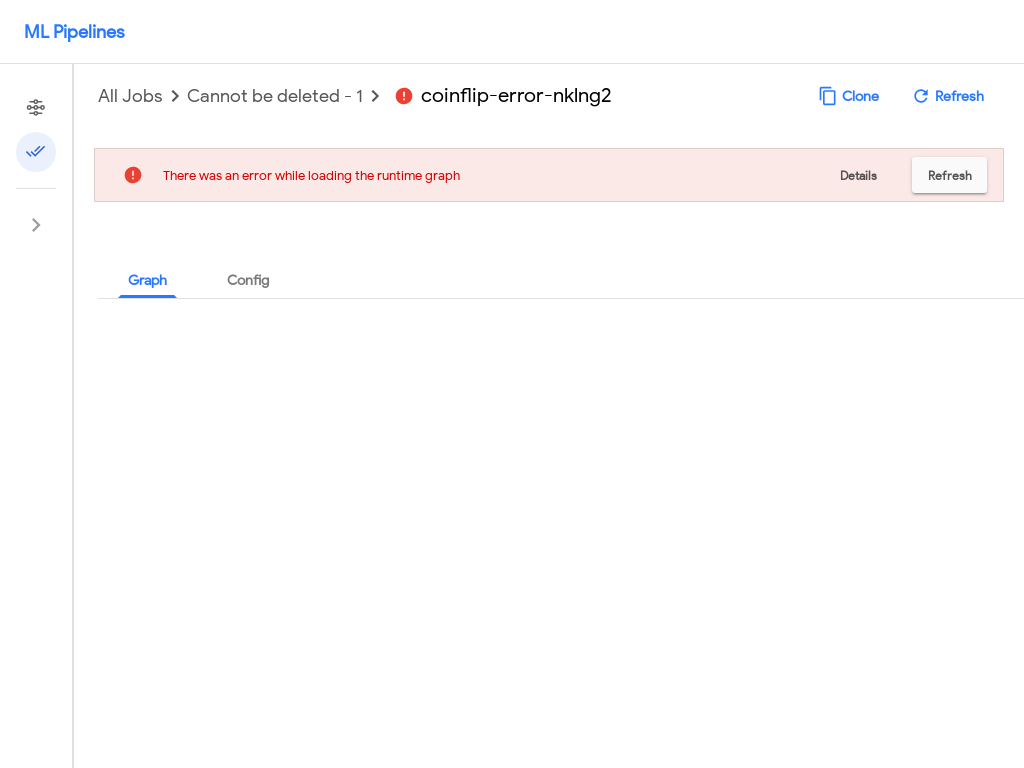 ML Pipelines
All Jobs Cannot be deleted - 1 coinflip-error-nklng2 Clone Refresh
There was an error while loading the runtime graph Details Refresh
Graph Config